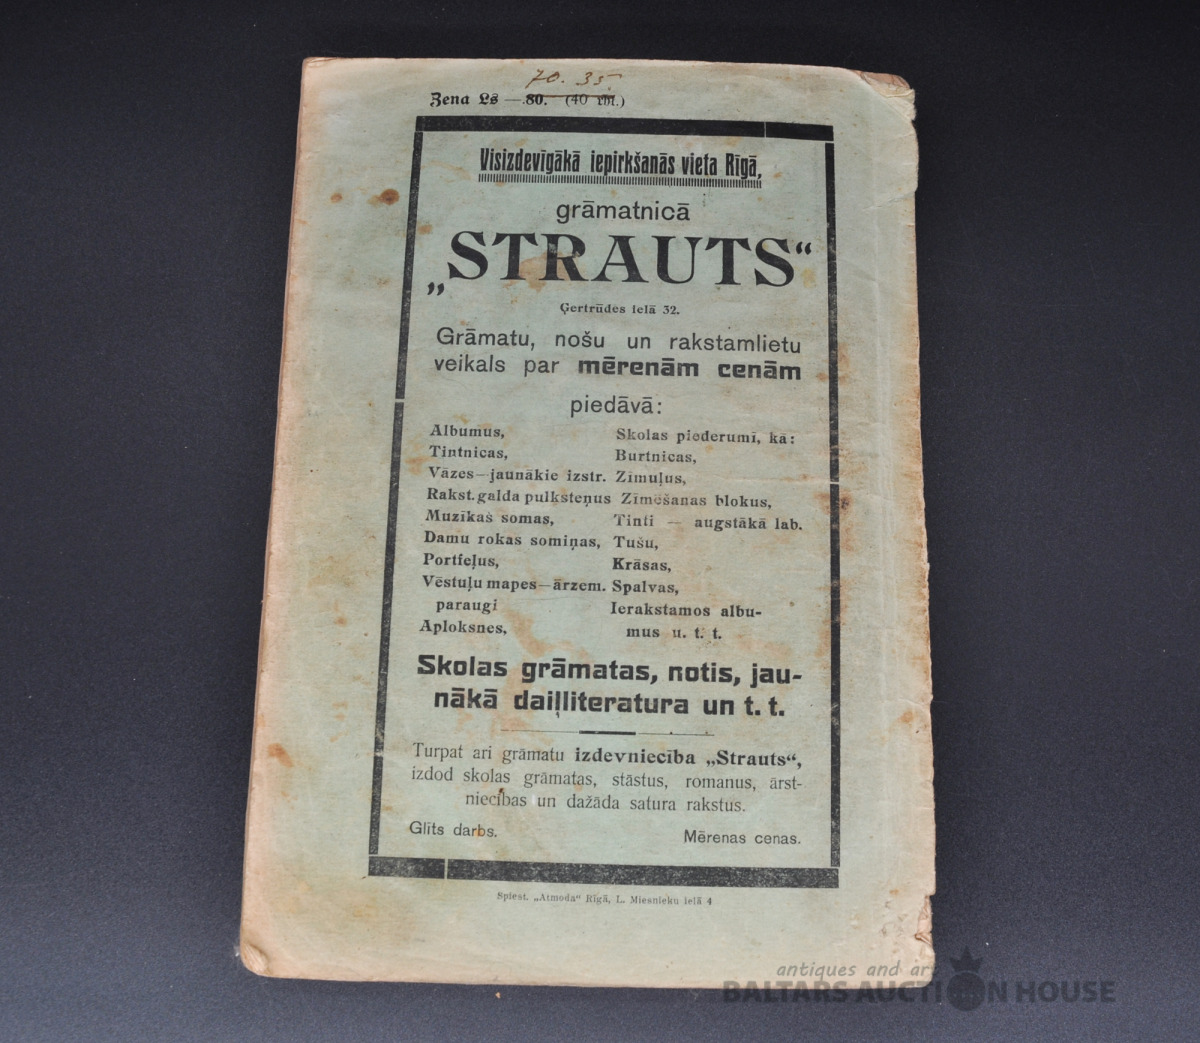 70. 35
Zena Ls — .80. (40 rbl.)
Visizdevīgākā iepirkšanās vieta Rīgā,
grāmatnicā
„STRAUTS“
Ģertrūdes ielā 32.
Grāmatu, nošu un rakstamlietu
veikals par mērenām cenām
piedāvā:
Albumus,
Tintnicas,
Vāzes—jaunākie izstr.
Rakst. galda pulksteņus
Muzīkas somas,
Damu rokas somiņas,
Portfeļus,
Vēstuļu mapes—ārzem.
paraugi
Aploksnes,
Skolas piederumi, kā:
Burtnicas,
Zīmuļus,
Zīmēšanas blokus,
Tinti — augstākā lab.
Tušu,
Krāsas,
Spalvas,
Ierakstamos albu-
mus u. t. t.
Skolas grāmatas, notis, jau-
nākā daiļliteratura un t. t.
Turpat ari grāmatu izdevniecība „Strauts“,
izdod skolas grāmatas, stāstus, romanus, ārst-
niecības un dažāda satura rakstus.
Glīts darbs.
Mērenas cenas.
Spiest. „Atmoda“ Rīgā, L. Miesnieku ielā 4
antiques and art
BALTARS AUCTION HOUSE